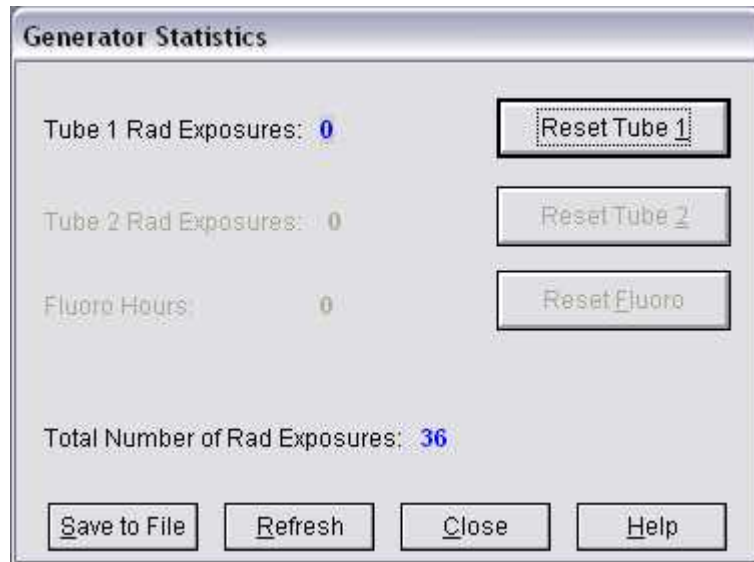 Generator Statistics
Tube 1 Rad Exposures: 0 Reset Tube 1
Tube 2 Rad Exposures: 0 Reset Tube 2
Fluoro Hours: 0 Reset Fluoro
Total Number of Rad Exposures: 36
Save to File Refresh Close Help